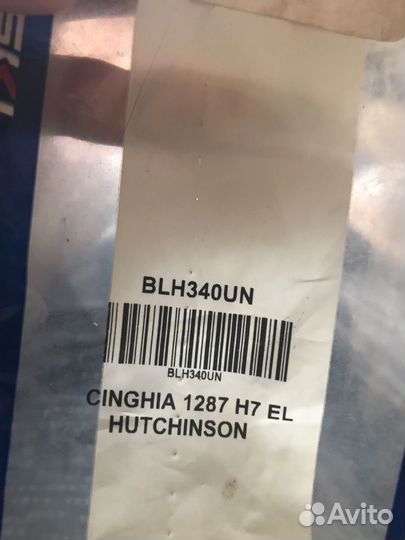 BLH340UN
BLH340UN
CINGHIA 1287 H7 EL
HUTCHINSON
Avito